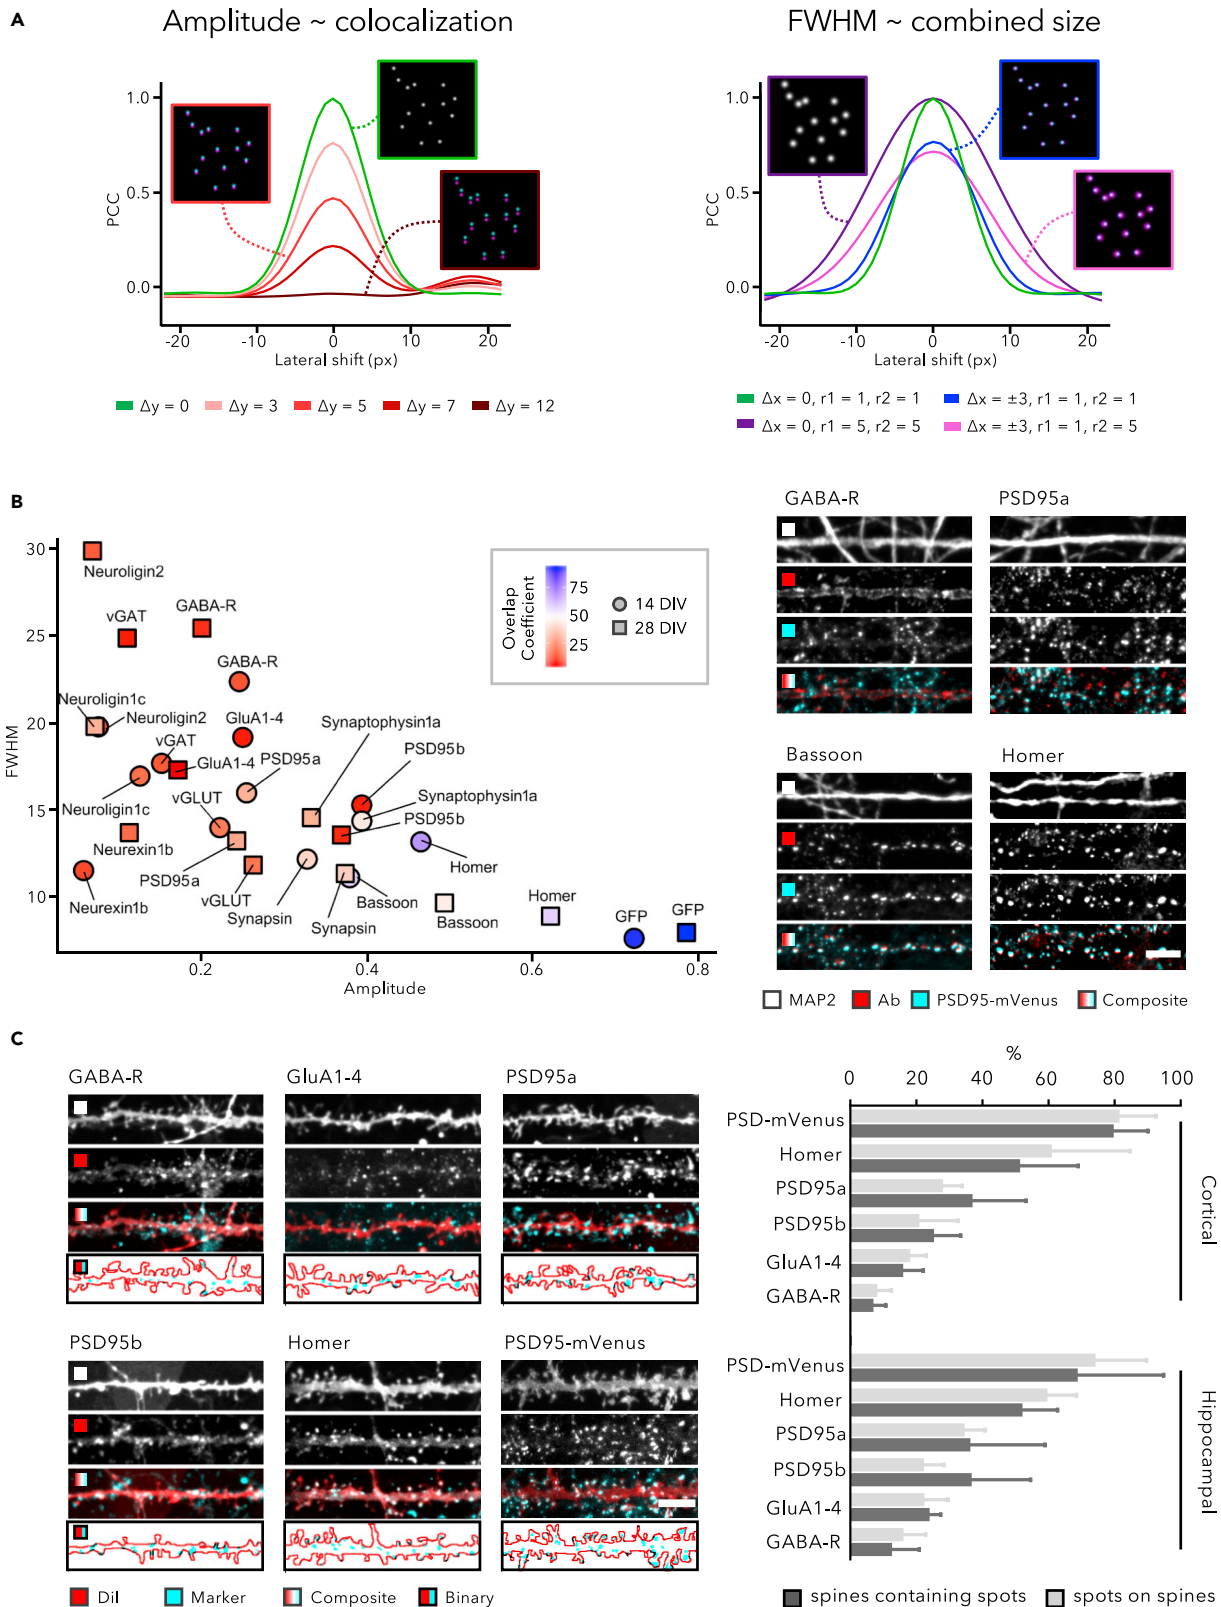 A
Amplitude ~ colocalization
FWHM ~ combined size
1.0
0.5
0.0
PCC
-20 -10 0 10 20
Lateral shift (px)
Δy = 0 Δy = 3 Δy = 5 Δy = 7 Δy = 12
1.0
0.5
0.0
PCC
-20 -10 0 10 20
Lateral shift (px)
Δx = 0, r1 = 1, r2 = 1
Δx = ±3, r1 = 1, r2 = 1
Δx = 0, r1 = 5, r2 = 5
Δx = ±3, r1 = 1, r2 = 5
B
FWHM
30
25
20
15
10
0.2 0.4 0.6 0.8
Amplitude
Overlap
Coefficient
75
50
25
14 DIV
28 DIV
Neuroligin2
vGAT
GABA-R
GABA-R
Neuroligin1c
Neuroligin2
GluA1-4
Synaptophysin1a
vGAT
GluA1-4
PSD95a
PSD95b
Neuroligin1c
vGLUT
Synaptophysin1a
PSD95b
Neurexin1b
Homer
PSD95a
Neurexin1b
vGLUT
Synapsin
Synapsin
Bassoon
Bassoon
Homer
GFP
GFP
GABA-R
PSD95a
Bassoon
Homer
MAP2 Ab PSD95-mVenus Composite
C
GABA-R
GluA1-4
PSD95a
PSD95b
Homer
PSD95-mVenus
DiI Marker Composite Binary
%
0 20 40 60 80 100
PSD-mVenus
Homer
PSD95a
PSD95b
GluA1-4
GABA-R
Cortical
PSD-mVenus
Homer
PSD95a
PSD95b
GluA1-4
GABA-R
Hippocampal
spines containing spots spots on spines